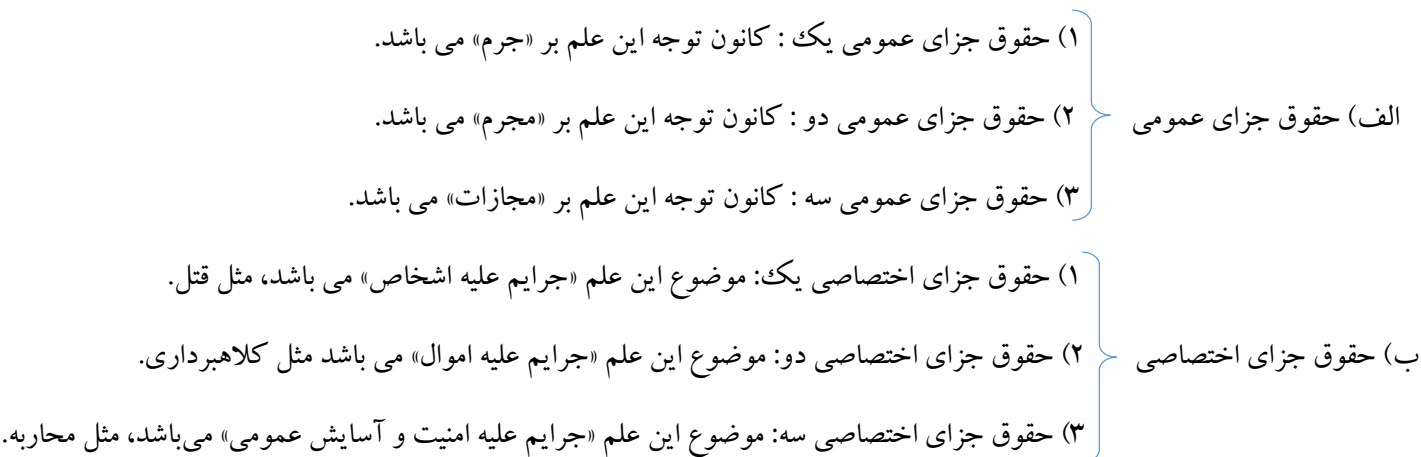 ۱) حقوق جزای عمومی یک : کانون توجه این علم بر «جرم» می باشد.
الف) حقوق جزای عمومی
۲) حقوق جزای عمومی دو : کانون توجه این علم بر «مجرم» می باشد.
۳) حقوق جزای عمومی سه : کانون توجه این علم بر «مجازات» می باشد.
۱) حقوق جزای اختصاصی یک: موضوع این علم «جرایم علیه اشخاص» می باشد، مثل قتل.
ب) حقوق جزای اختصاصی
۲) حقوق جزای اختصاصی دو: موضوع این علم «جرایم علیه اموال» می باشد مثل کلاهبرداری.
۳) حقوق جزای اختصاصی سه: موضوع این علم «جرایم علیه امنیت و آسایش عمومی» می‌باشد، مثل محاربه.